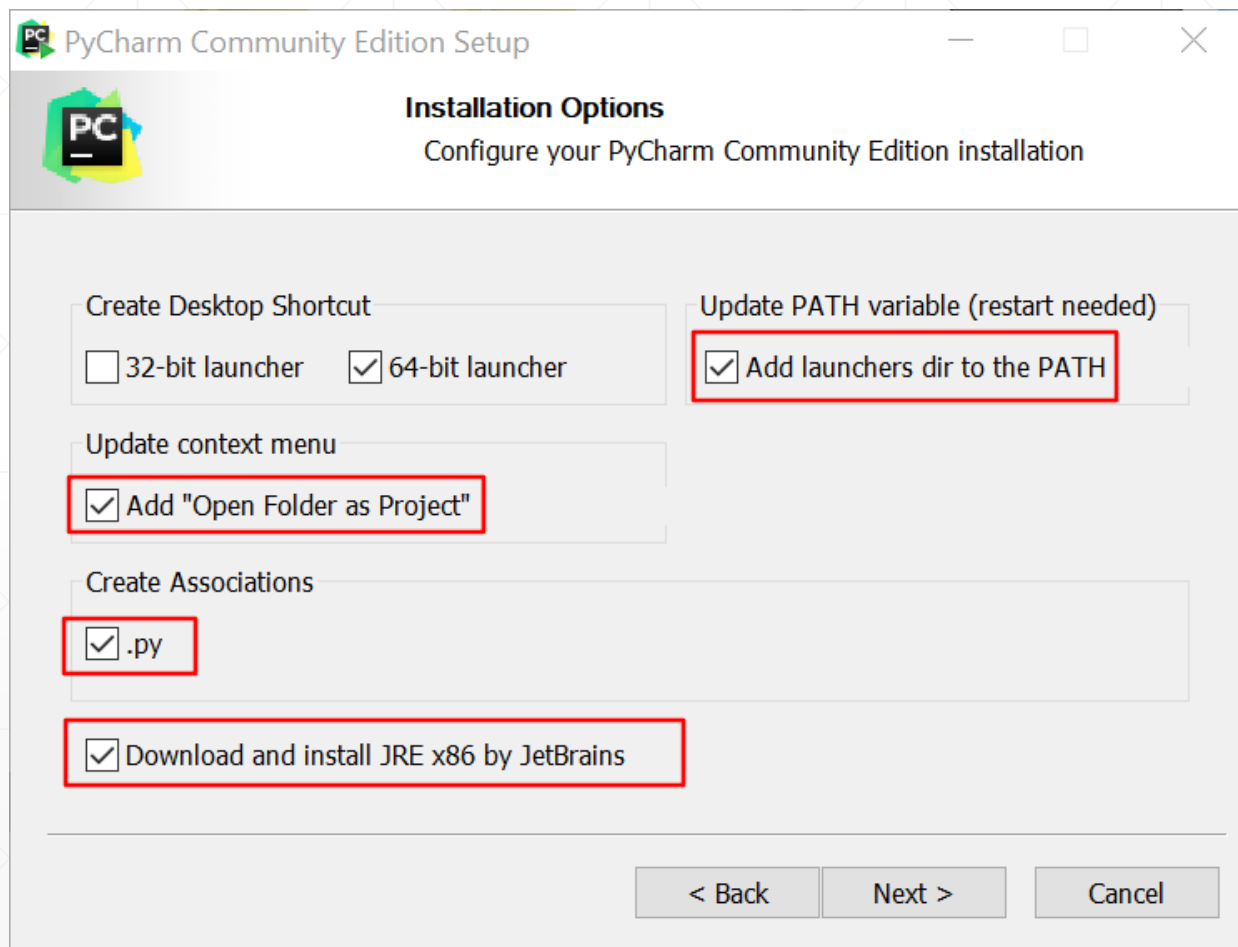 PyCharm Community Edition Setup
PC
Installation Options
Configure your PyCharm Community Edition installation
Create Desktop Shortcut
32-bit launcher 64-bit launcher
Update PATH variable (restart needed)
Add launchers dir to the PATH
Update context menu
Add "Open Folder as Project"
Create Associations
.py
Download and install JRE x86 by JetBrains
< Back Next > Cancel